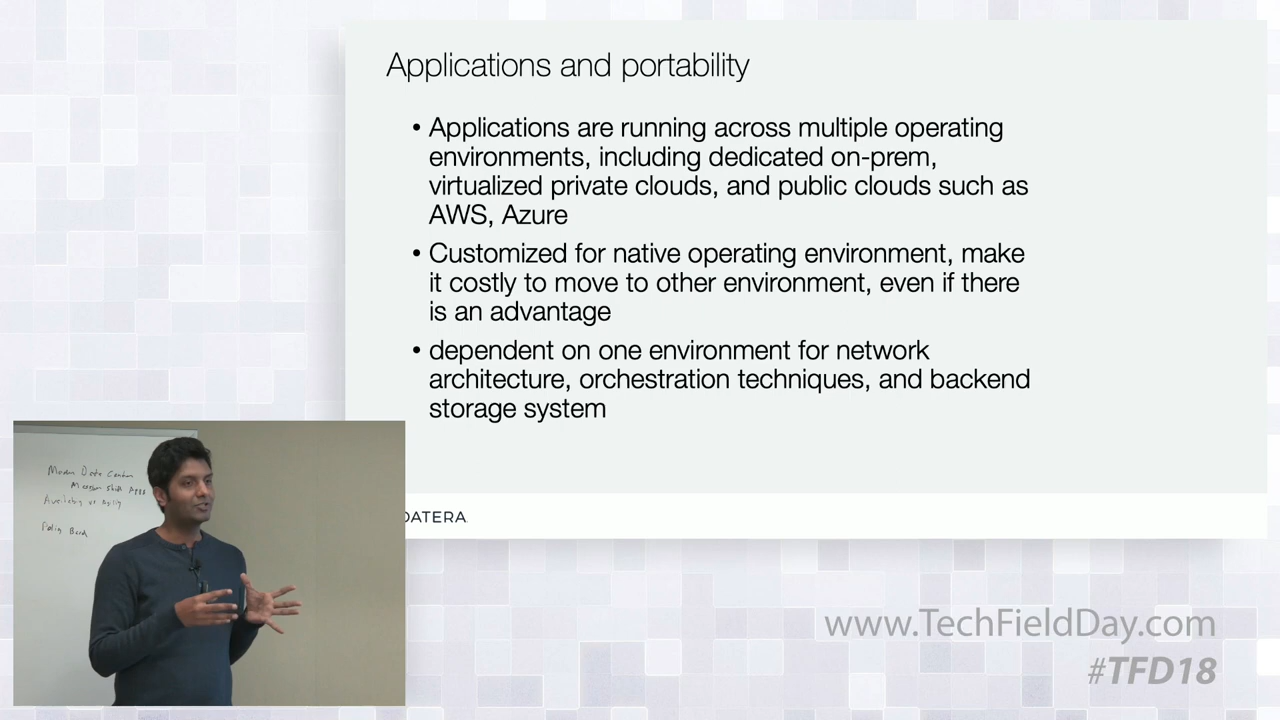 Applications and portability
• Applications are running across multiple operating
environments, including dedicated on-prem,
virtualized private clouds, and public clouds such as
AWS, Azure
• Customized for native operating environment, make
it costly to move to other environment, even if there
is an advantage
• dependent on one environment for network
architecture, orchestration techniques, and backend
storage system
DATERA
Modern Data Center
Apps
Availability vs
www.TechFieldDay.com
#TFD18